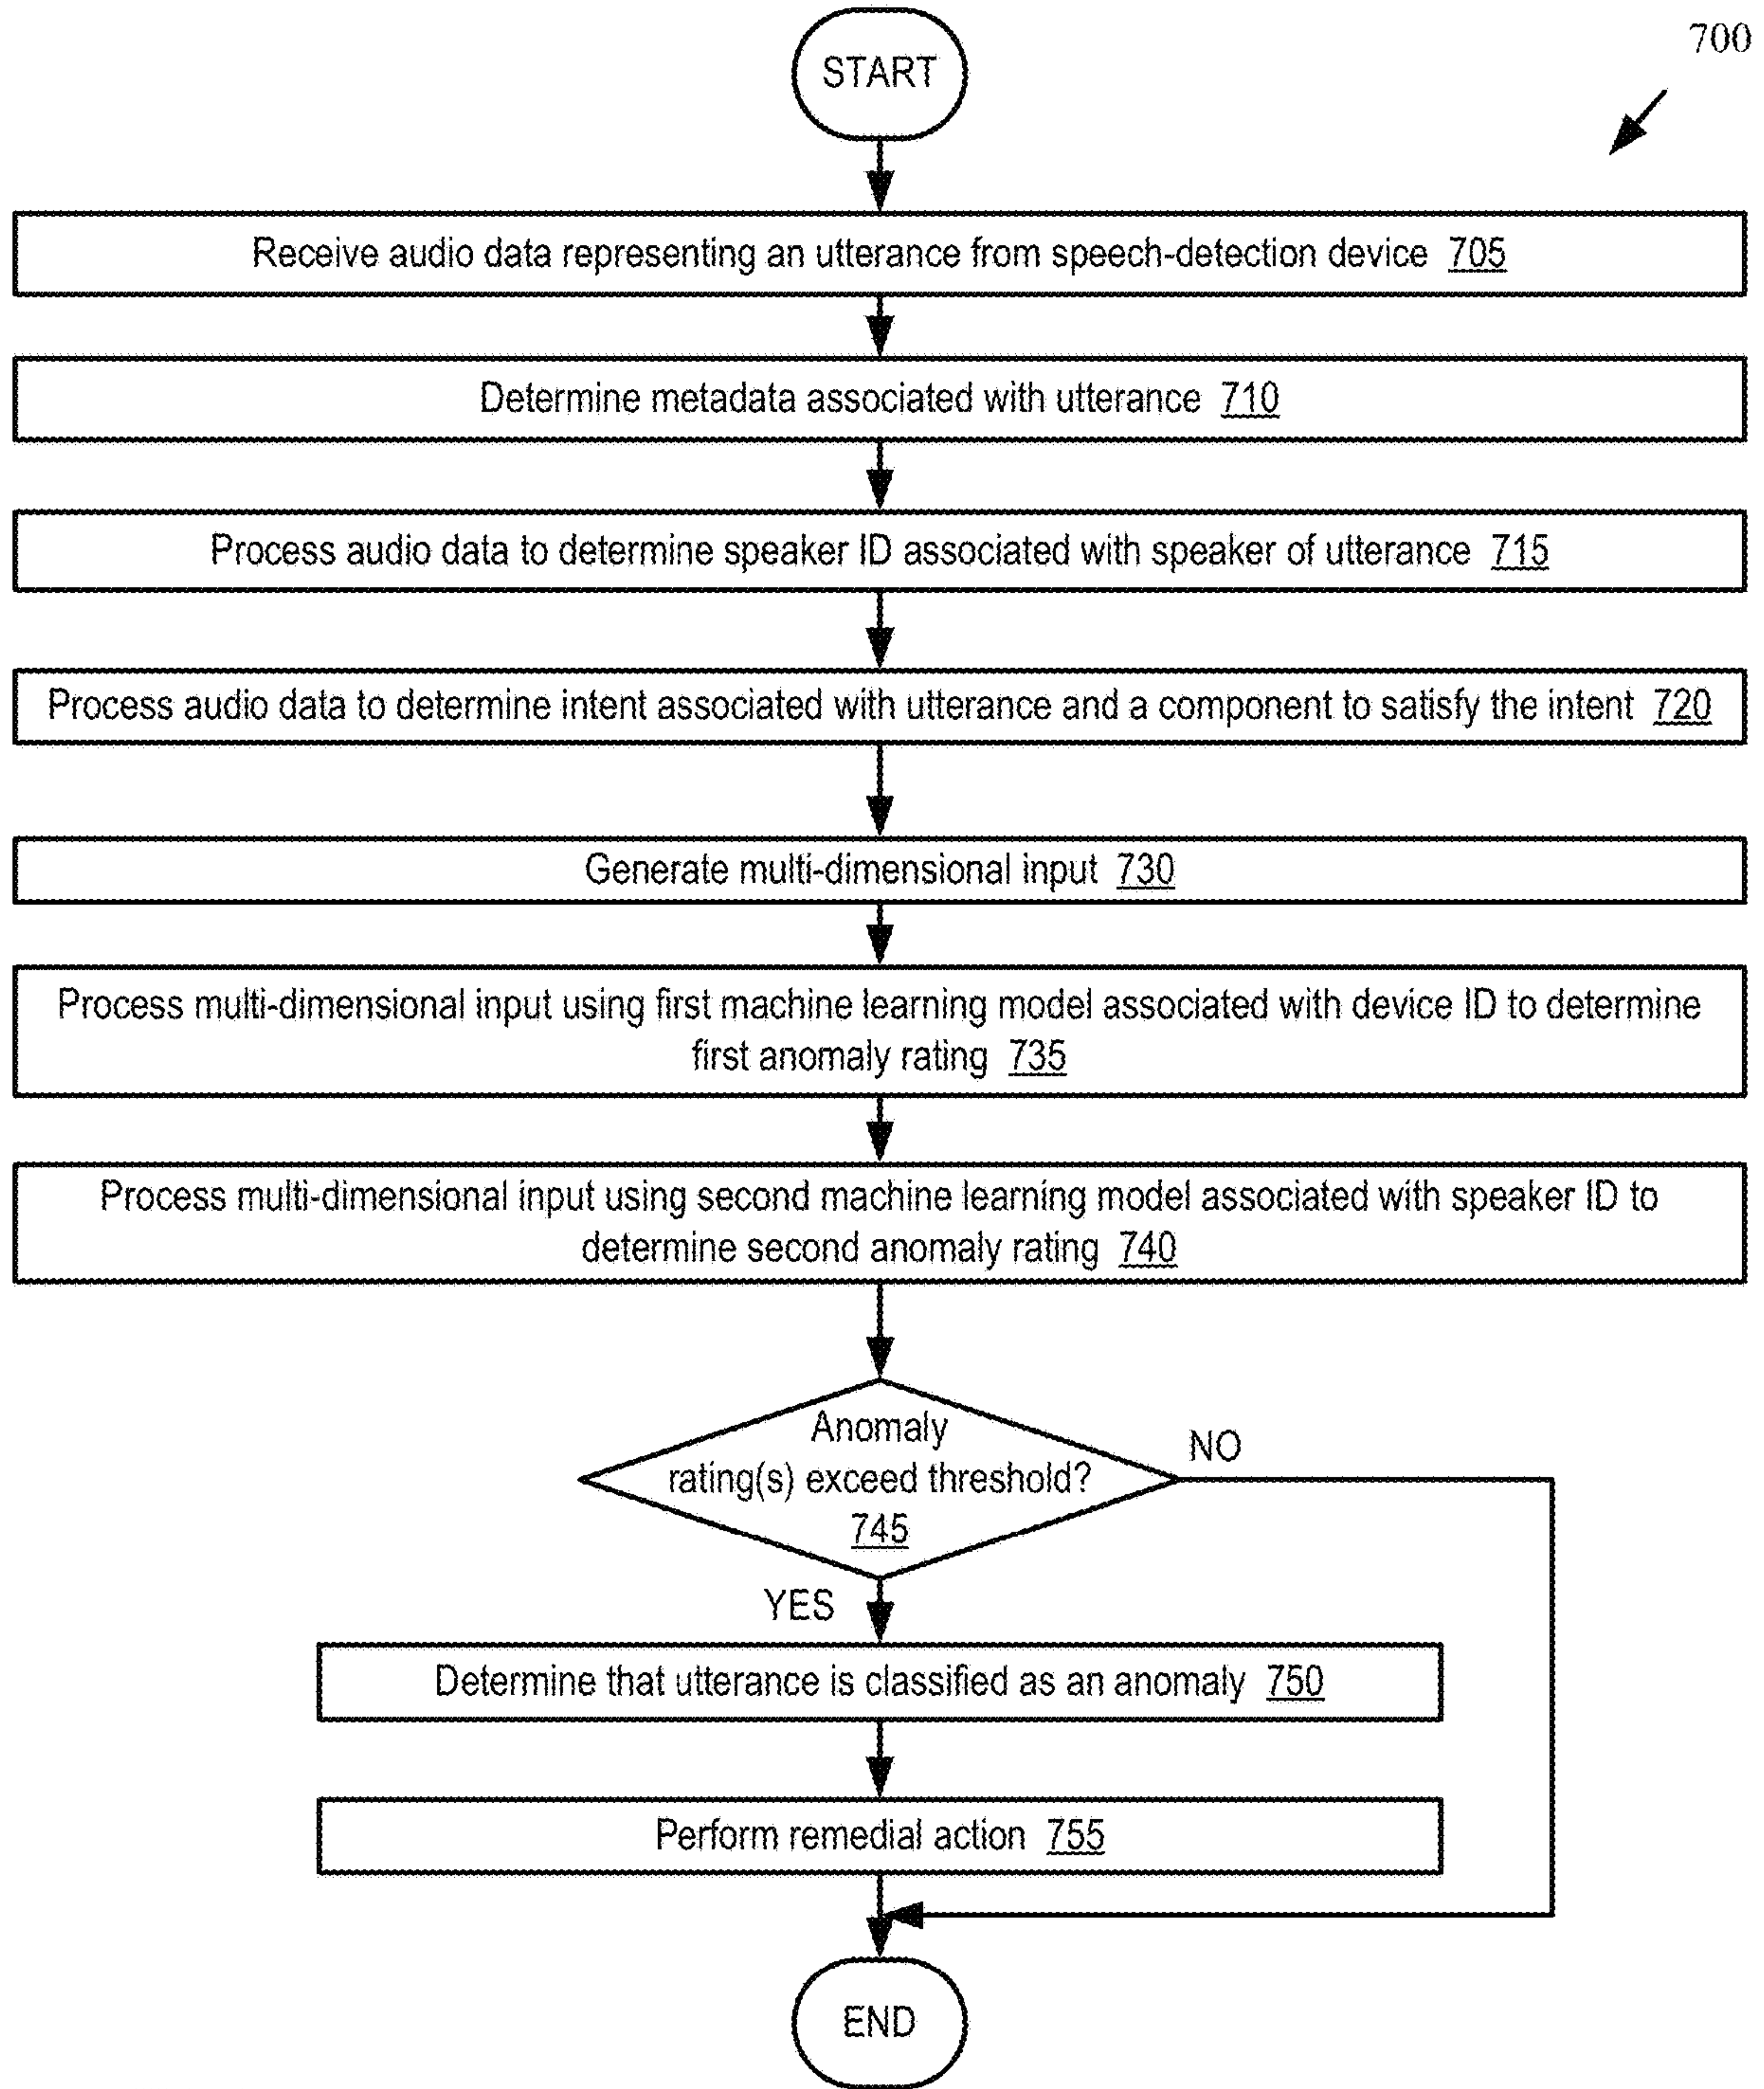 700
START
Receive audio data representing an utterance from speech-detection device 705
Determine metadata associated with utterance 710
Process audio data to determine speaker ID associated with speaker of utterance 715
Process audio data to determine intent associated with utterance and a component to satisfy the intent 720
Generate multi-dimensional input 730
Process multi-dimensional input using first machine learning model associated with device ID to determine
first anomaly rating 735
Process multi-dimensional input using second machine learning model associated with speaker ID to
determine second anomaly rating 740
Anomaly
rating(s) exceed threshold?
745
NO
YES
Determine that utterance is classified as an anomaly 750
Perform remedial action 755
END